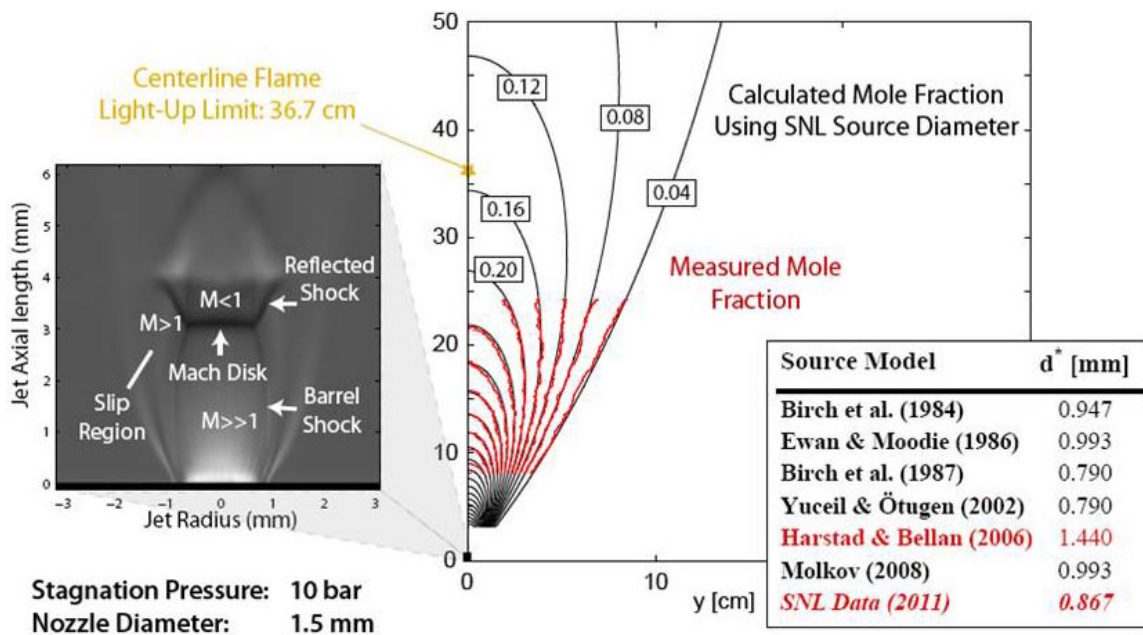 Centerline Flame
Light-Up Limit: 36.7 cm
Jet Axial length (mm)
6
5
4
3
2
1
0
-3
-2
-1
0
1
2
3
Jet Radius (mm)
Reflected
Shock
M<1
M>1
Mach Disk
Slip
Region
M>>1
Barrel
Shock
Stagnation Pressure: 10 bar
Nozzle Diameter: 1.5 mm
50
40
30
25
20
15
10
0
0
10
y [cm]
0.12
0.08
0.04
0.16
0.20
Calculated Mole Fraction
Using SNL Source Diameter
Measured Mole
Fraction
Source Model d* [mm]
Birch et al. (1984) 0.947
Ewan & Moodie (1986) 0.993
Birch et al. (1987) 0.790
Yuceil & Ötugen (2002) 0.790
Harstad & Bellan (2006) 1.440
Molkov (2008) 0.993
SNL Data (2011) 0.867